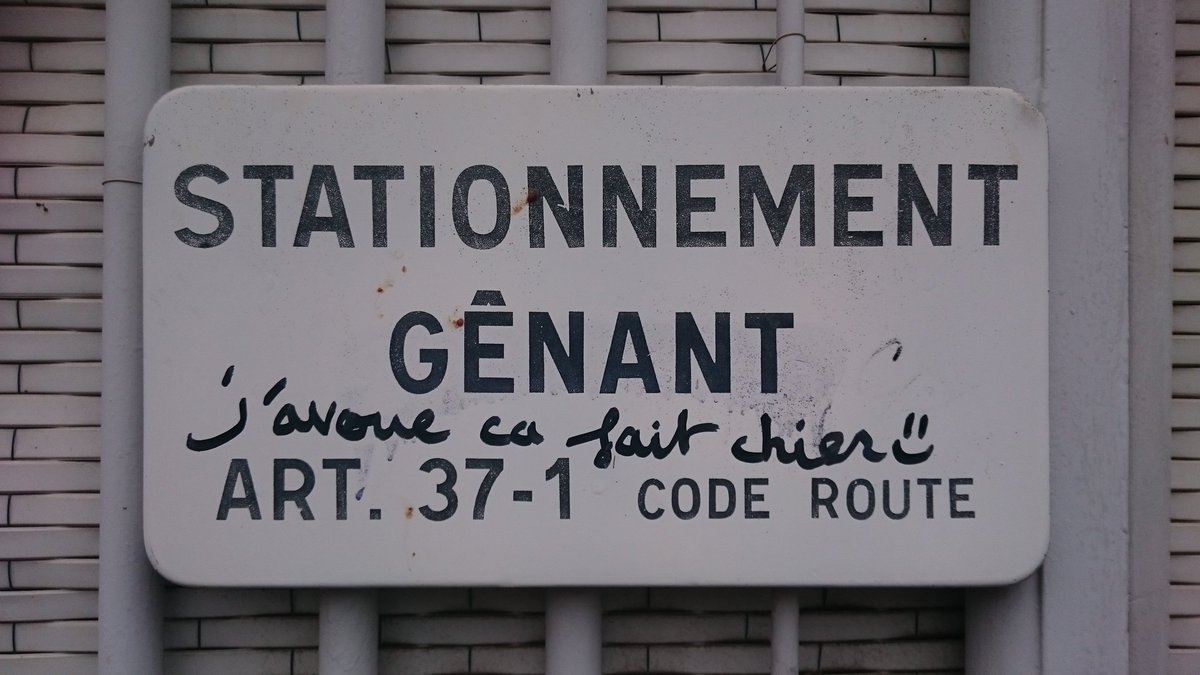 STATIONNEMENT
GÊNANT
j'avoue ca fait chier
ART. 37-1 CODE ROUTE